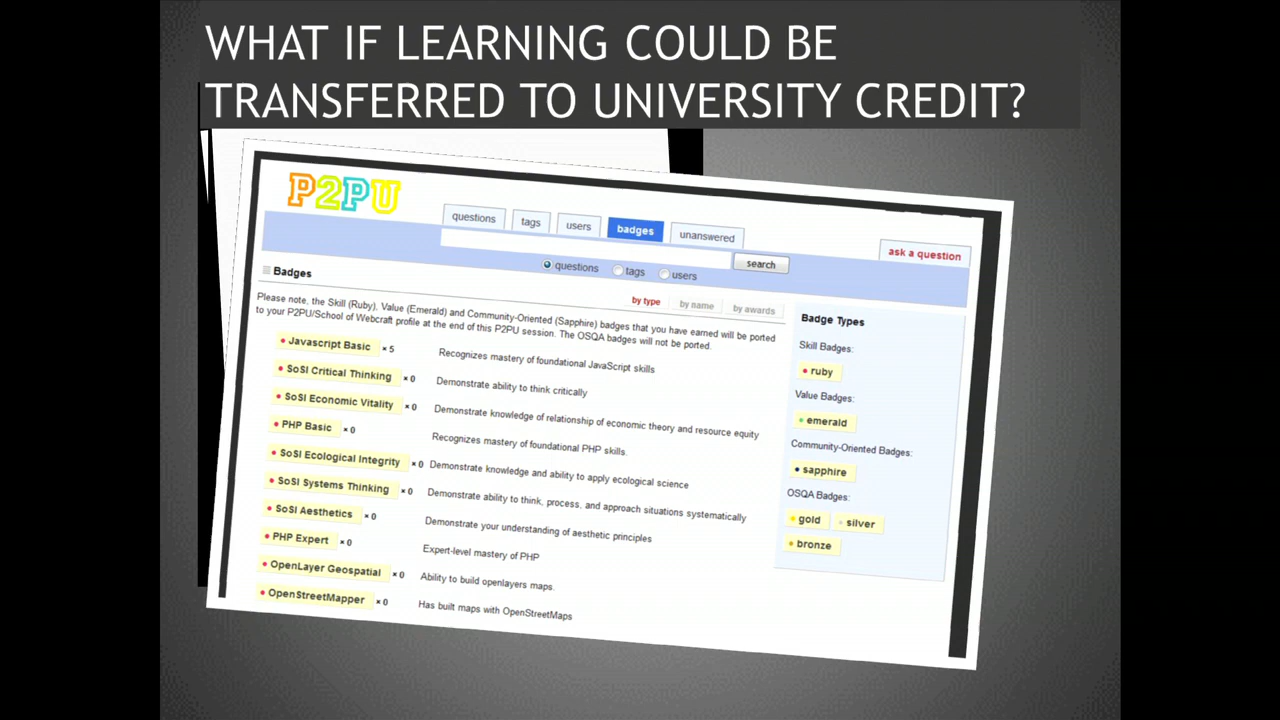 WHAT IF LEARNING COULD BE
TRANSFERRED TO UNIVERSITY CREDIT?
P2PU
questions tags users badges unanswered
ask a question
search
questions tags users
Badges
by type by name by awards
Please note, the Skill (Ruby), Value (Emerald) and Community-Oriented (Sapphire) badges that you have earned will be ported
to your P2PU/School of Webcraft profile at the end of this P2PU session. The OSQA badges will not be ported.
Javascript Basic × 5 Recognizes mastery of foundational JavaScript skills
SoSI Critical Thinking × 0 Demonstrate ability to think critically
SoSI Economic Vitality × 0 Demonstrate knowledge of relationship of economic theory and resource equity
PHP Basic × 0 Recognizes mastery of foundational PHP skills.
SoSI Ecological Integrity × 0 Demonstrate knowledge and ability to apply ecological science
SoSI Systems Thinking × 0 Demonstrate ability to think, process, and approach situations systematically
SoSI Aesthetics × 0 Demonstrate your understanding of aesthetic principles
PHP Expert × 0 Expert-level mastery of PHP
OpenLayer Geospatial × 0 Ability to build openlayers maps.
OpenStreetMapper × 0 Has built maps with OpenStreetMaps
Badge Types
Skill Badges:
ruby
Value Badges:
emerald
Community-Oriented Badges:
sapphire
OSQA Badges:
gold silver
bronze